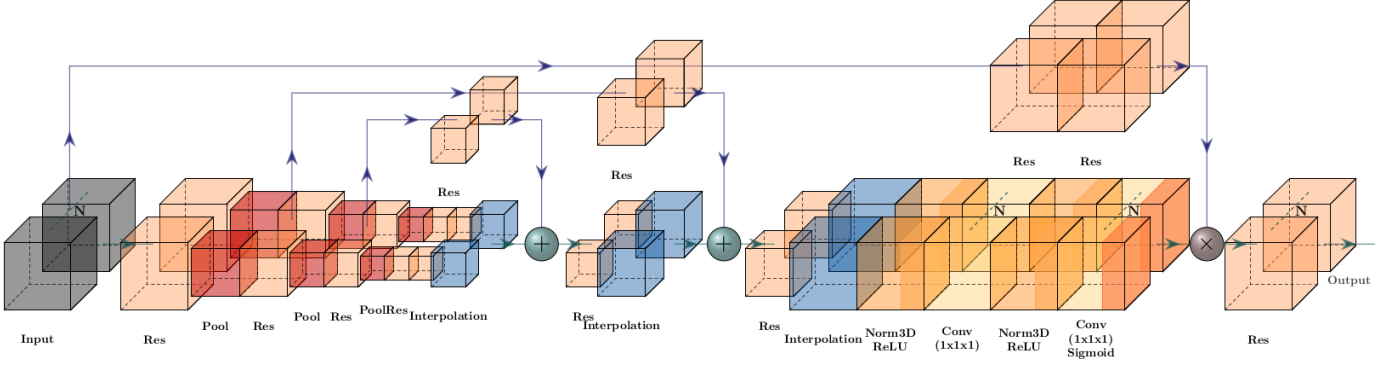 Res
Res
Res
Res
N
N
N
N
+
+
×
Output
Input
Res
Pool
Res
Pool
Res
PoolRes
Interpolation
Res
Interpolation
Res
Interpolation
Norm3D
ReLU
Conv
(1x1x1)
Norm3D
ReLU
Conv
(1x1x1)
Sigmoid
Res